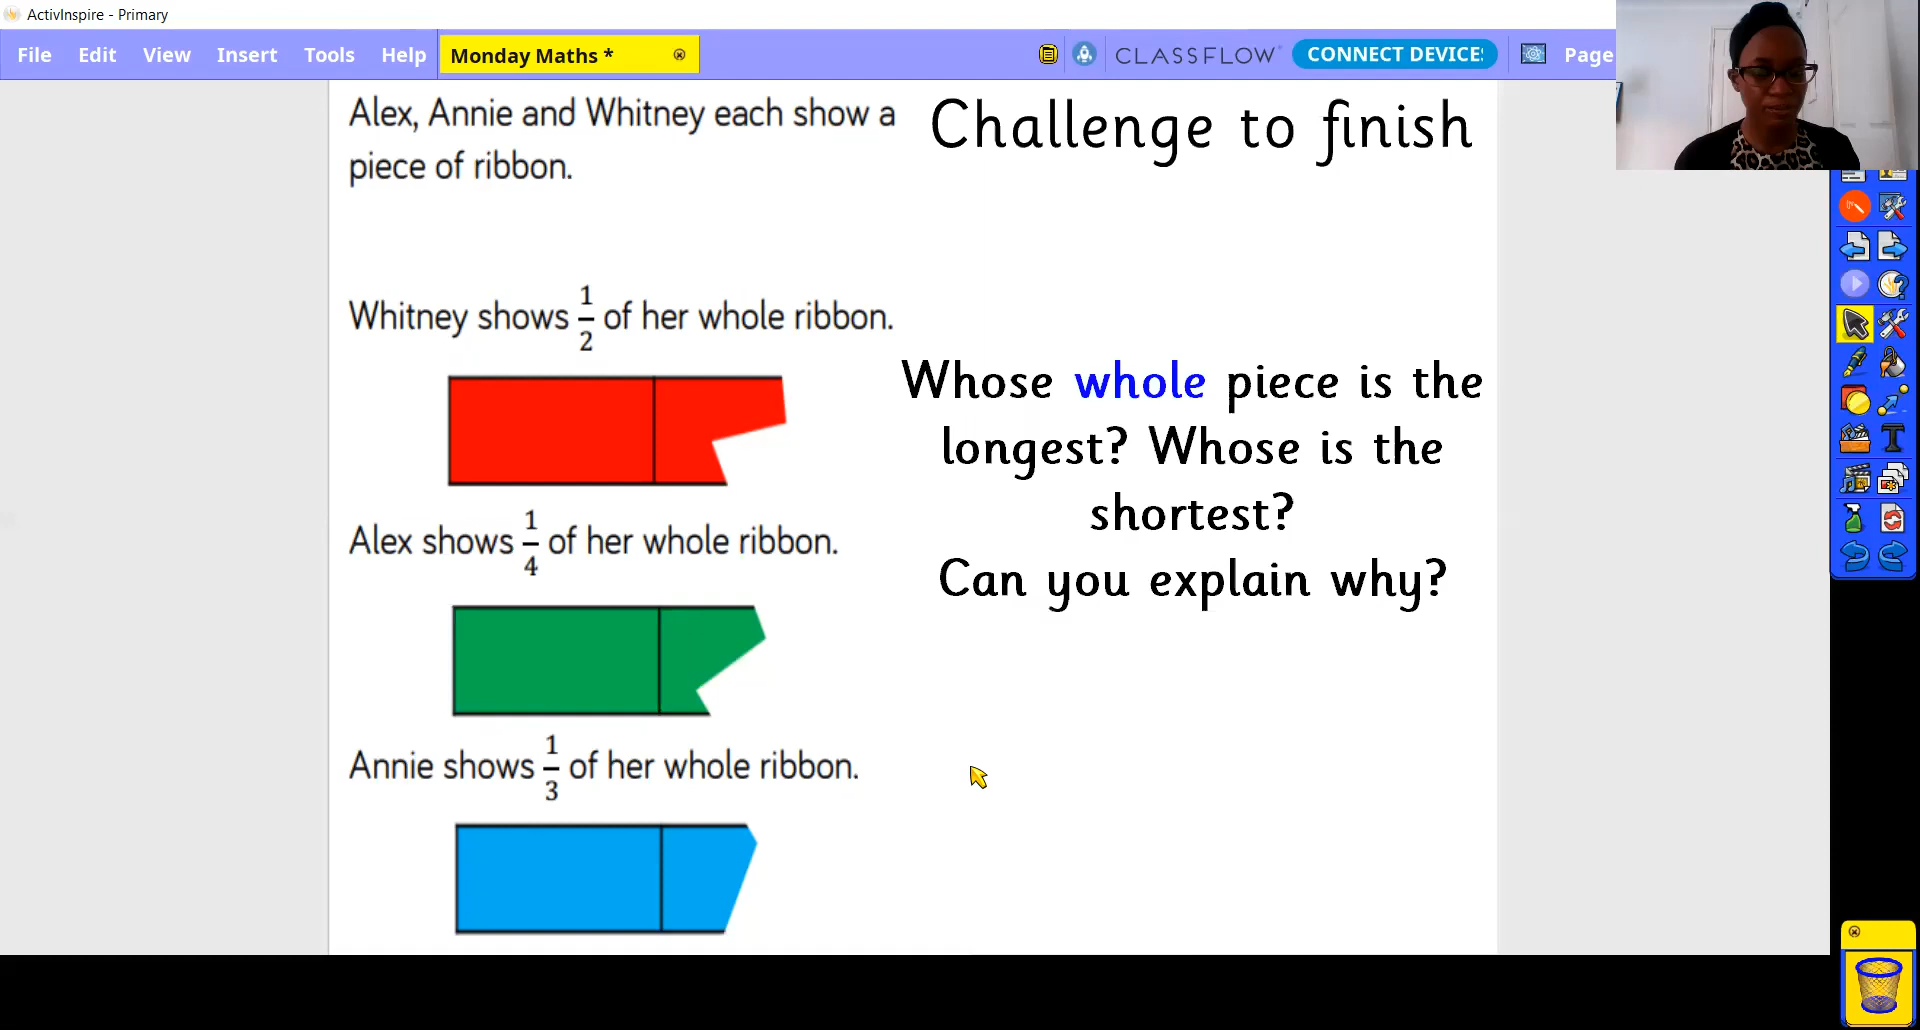 ActivInspire - Primary
File Edit View Insert Tools Help Monday Maths * CLASSFLOW CONNECT DEVICE Page
Alex, Annie and Whitney each show a
piece of ribbon.
Challenge to finish
Whitney shows 1/2 of her whole ribbon.
Whose whole piece is the
longest? Whose is the
shortest?
Can you explain why?
Alex shows 1/4 of her whole ribbon.
Annie shows 1/3 of her whole ribbon.